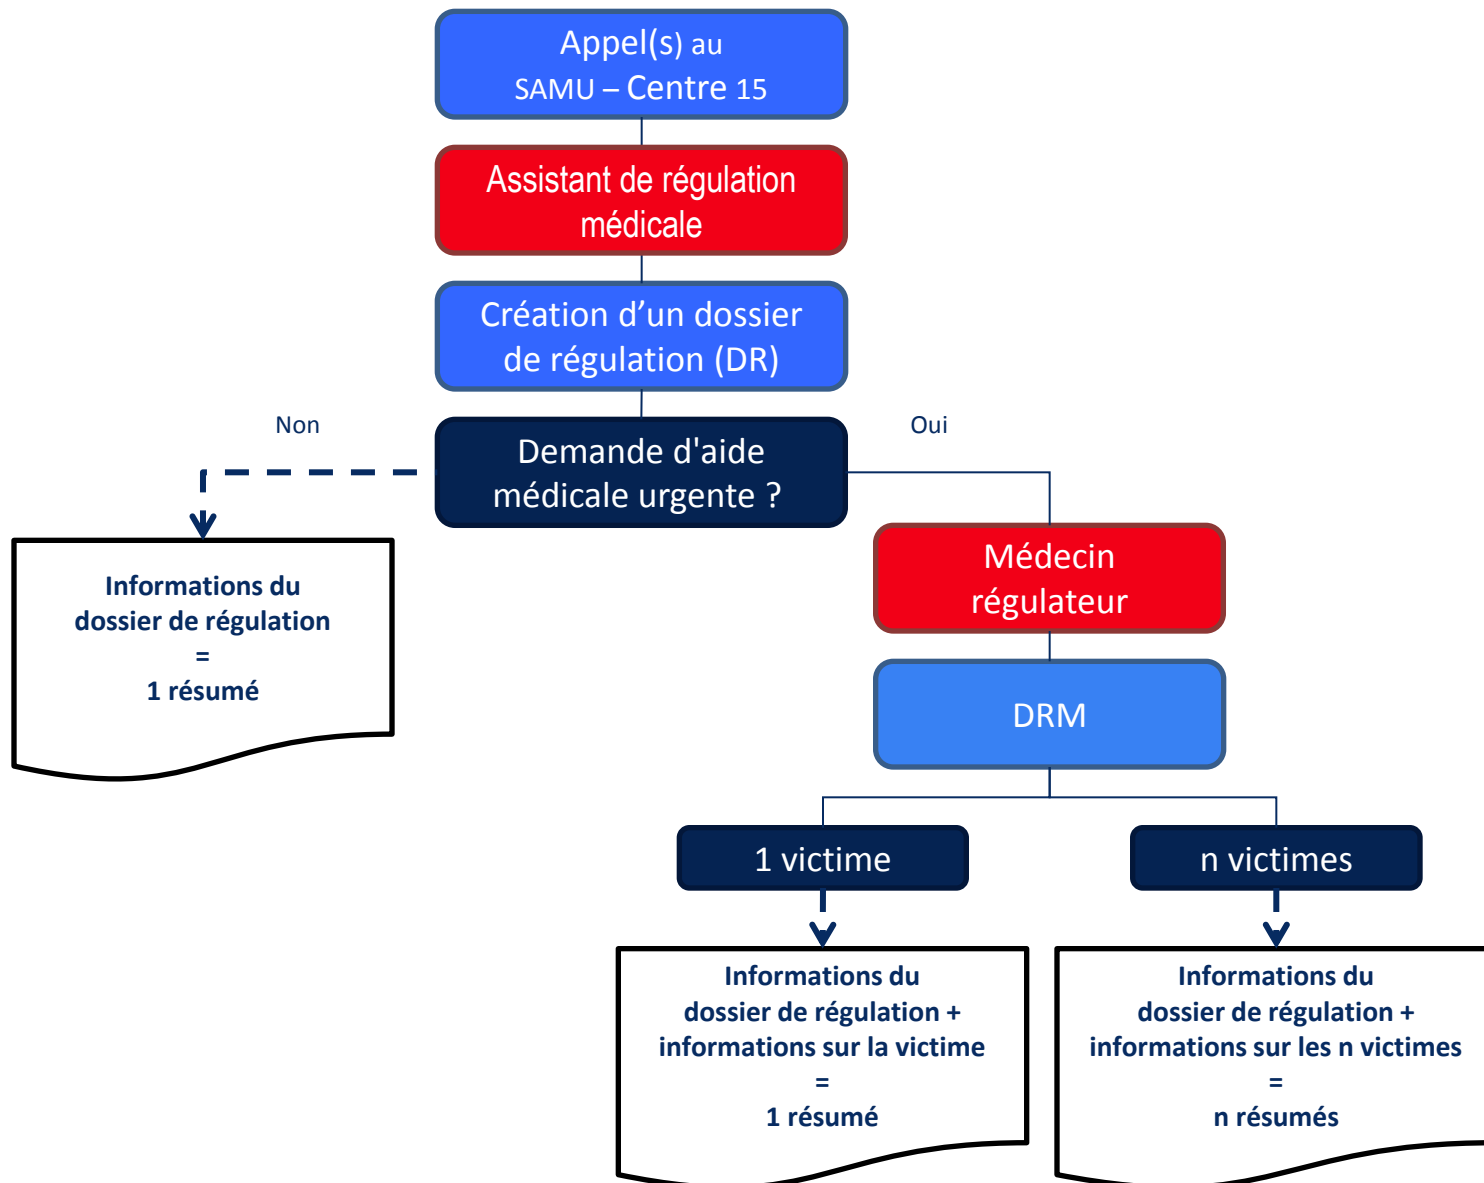 Appel(s) au
SAMU – Centre 15
Assistant de régulation
médicale
Création d’un dossier
de régulation (DR)
Non
Oui
Demande d'aide
médicale urgente ?
Informations du
dossier de régulation
=
1 résumé
Médecin
régulateur
DRM
1 victime
n victimes
Informations du
dossier de régulation +
informations sur la victime
=
1 résumé
Informations du
dossier de régulation +
informations sur les n victimes
=
n résumés